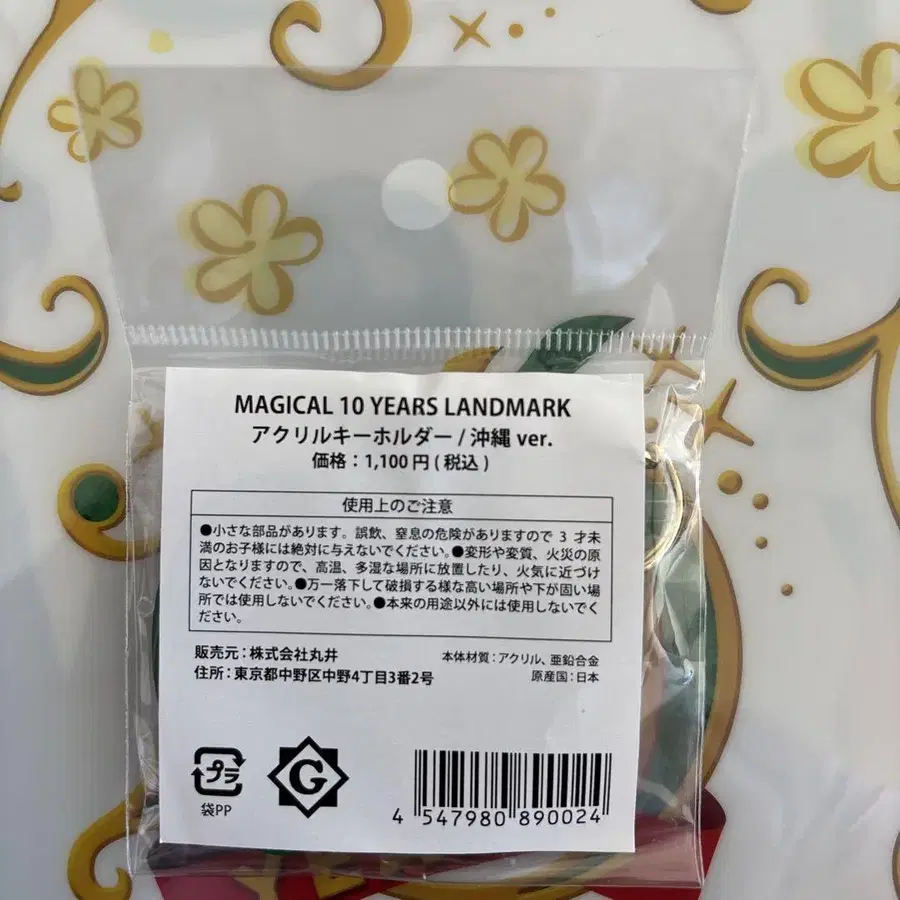 MAGICAL 10 YEARS LANDMARK
アクリルキーホルダー / 沖縄 ver.
価格：1,100円(税込)
使用上のご注意
●小さな部品があります。誤飲、窒息の危険がありますので 3 才未
満のお子様には絶対に与えないでください。●変形や変質、火災の原
因となりますので、高温、多湿な場所に放置したり、火気に近づけ
ないでください。●万一落下して破損する様な高い場所や下が固い場
所では使用しないでください。●本来の用途以外には使用しないでく
ださい。
販売元：株式会社丸井
住所：東京都中野区中野4丁目3番2号
本体材質：アクリル、亜鉛合金
原産国：日本
プラ
袋PP
G
4 547980 890024